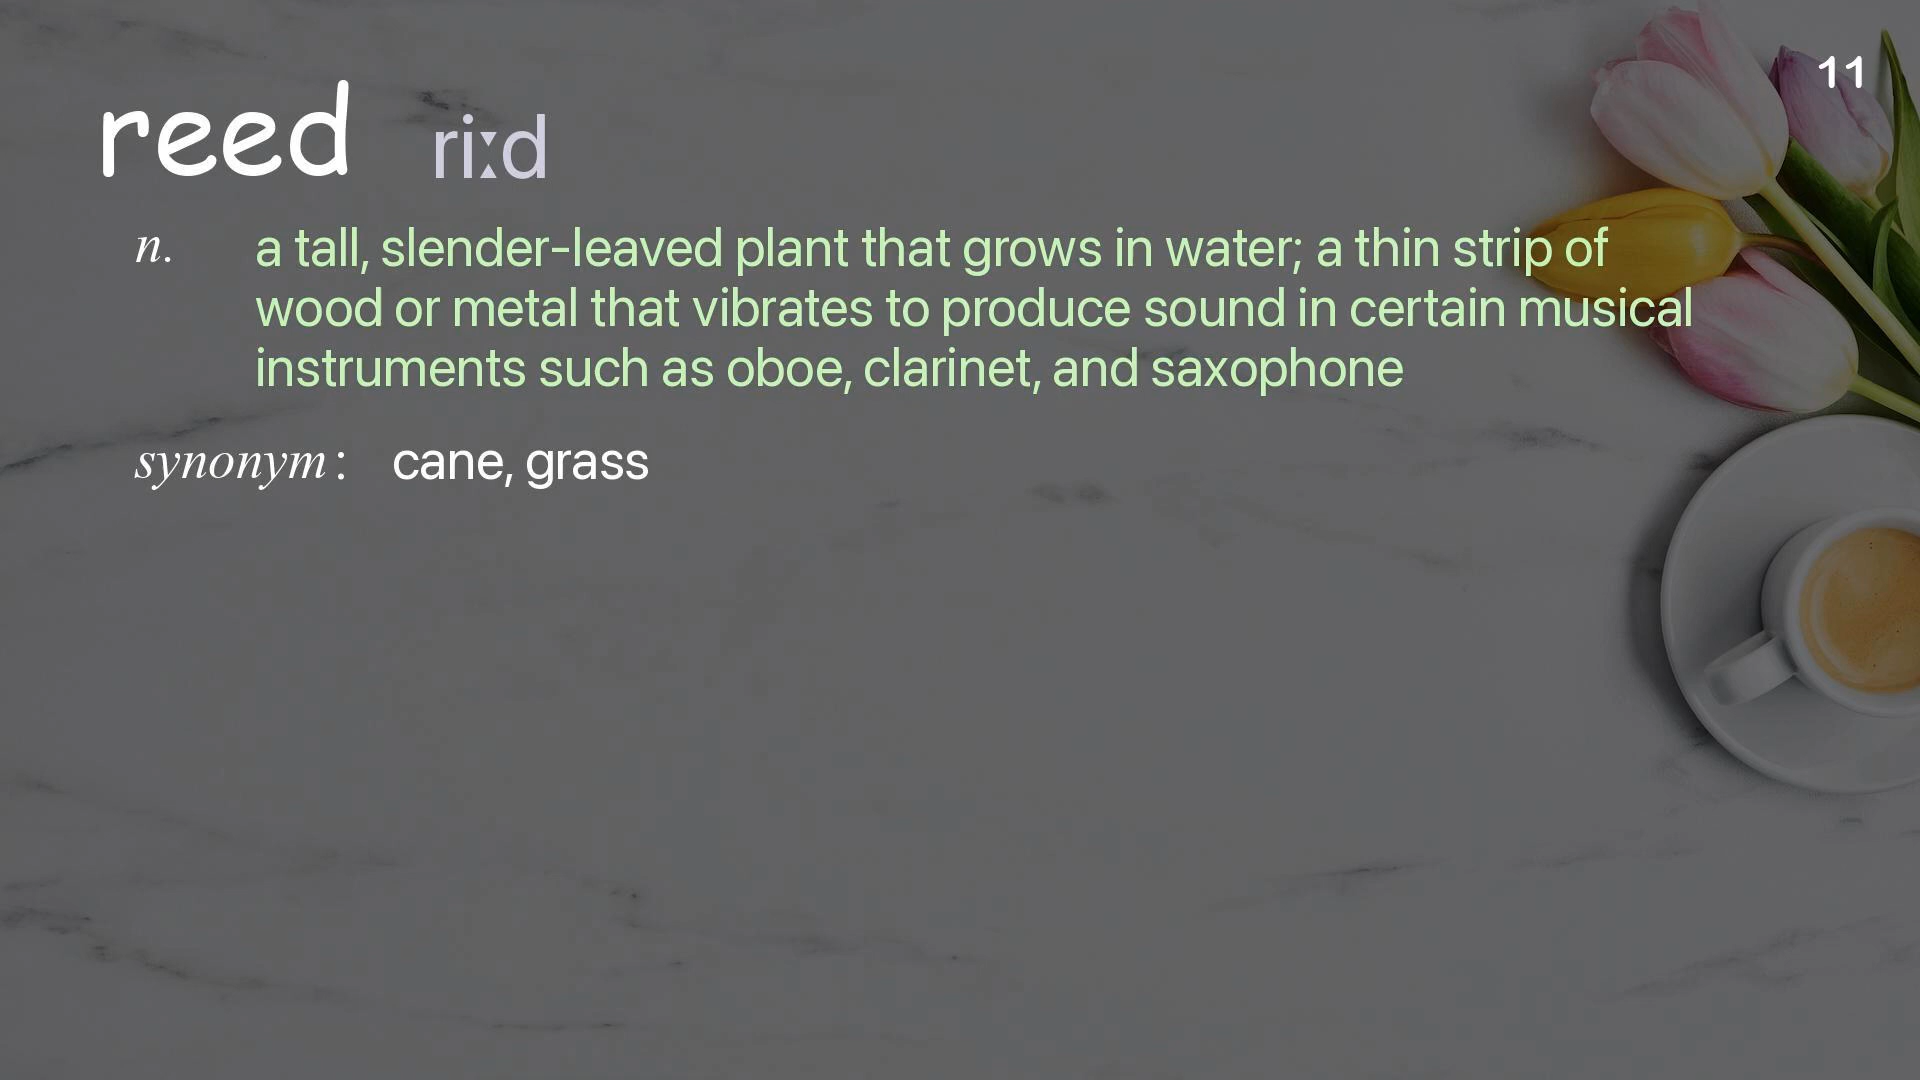 11
reed riːd
n. a tall, slender-leaved plant that grows in water; a thin strip of
wood or metal that vibrates to produce sound in certain musical
instruments such as oboe, clarinet, and saxophone
synonym: cane, grass